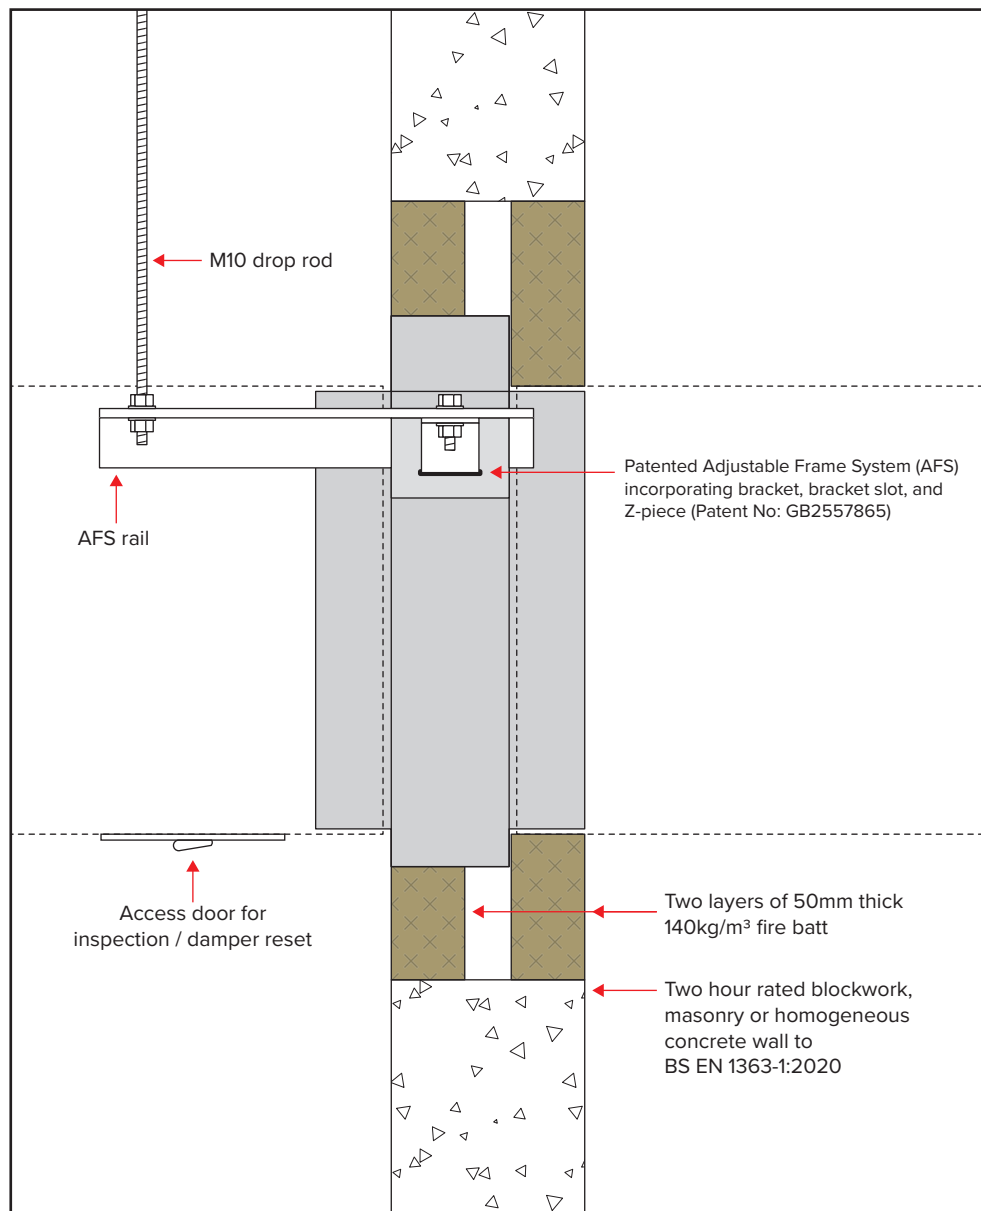 M10 drop rod
Patented Adjustable Frame System (AFS)
incorporating bracket, bracket slot, and
Z-piece (Patent No: GB2557865)
AFS rail
Access door for
inspection / damper reset
Two layers of 50mm thick
140kg/m³ fire batt
Two hour rated blockwork,
masonry or homogeneous
concrete wall to
BS EN 1363-1:2020